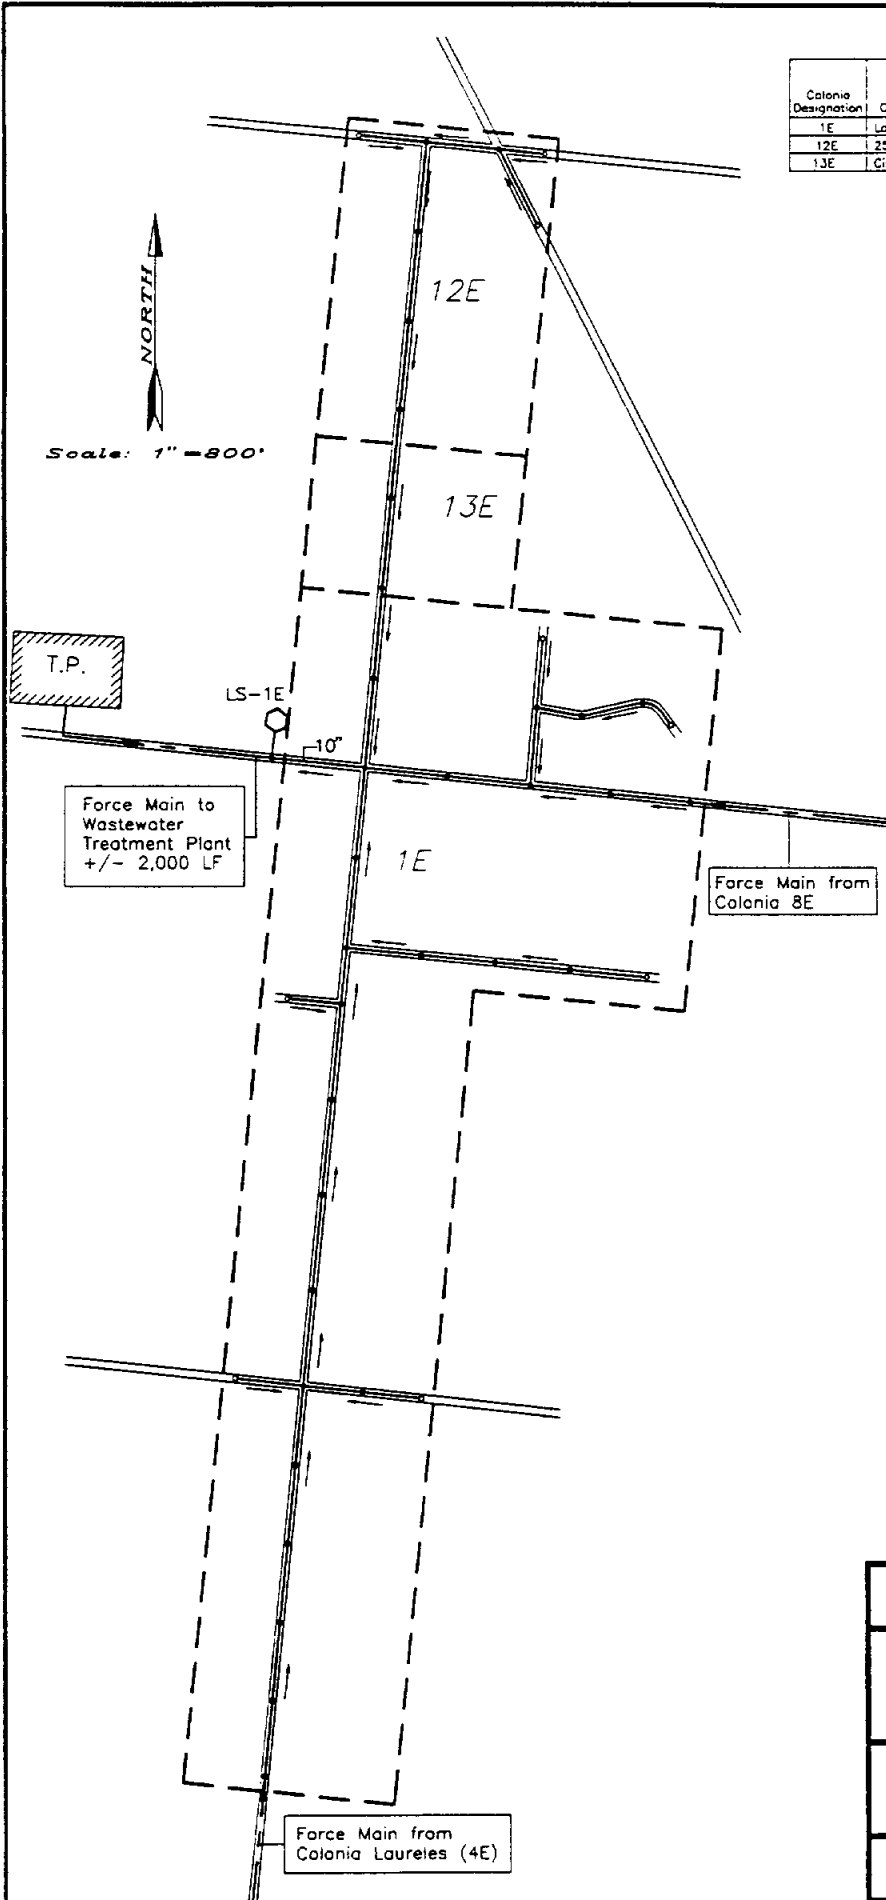 Colonia
Designation
1E
12E
13E
12E
NORTH
Scale: 1"=800'
13E
T.P.
LS-1E
10"
Force Main to
Wastewater
Treatment Plant
+/- 2,000 LF
1E
Force Main from
Colonia 8E
Force Main from
Colonia Laureles (4E)